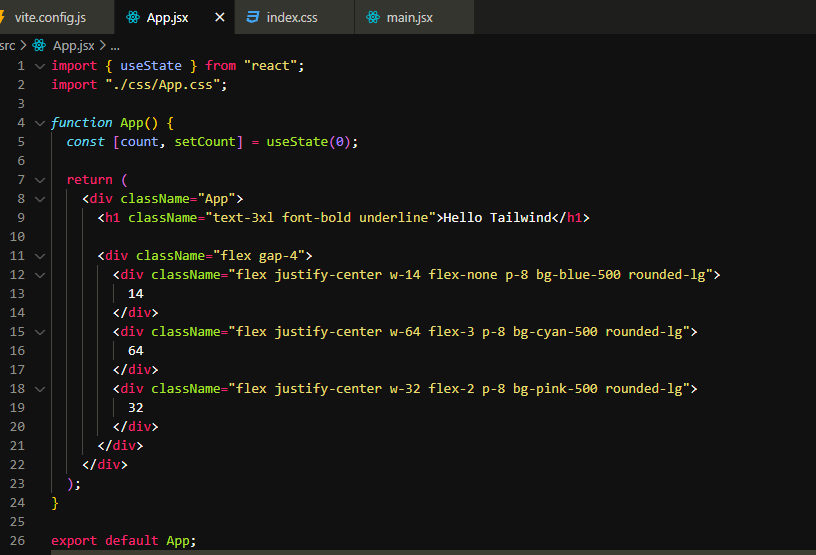 vite.config.js App.jsx index.css main.jsx
src > App.jsx > ...
1 import { useState } from "react";
2 import "./css/App.css";
3
4 function App() {
5 const [count, setCount] = useState(0);
6
7 return (
8 <div className="App">
9 <h1 className="text-3xl font-bold underline">Hello Tailwind</h1>
10
11 <div className="flex gap-4">
12 <div className="flex justify-center w-14 flex-none p-8 bg-blue-500 rounded-lg">
13 14
14 </div>
15 <div className="flex justify-center w-64 flex-3 p-8 bg-cyan-500 rounded-lg">
16 64
17 </div>
18 <div className="flex justify-center w-32 flex-2 p-8 bg-pink-500 rounded-lg">
19 32
20 </div>
21 </div>
22 </div>
23 );
24 }
25
26 export default App;